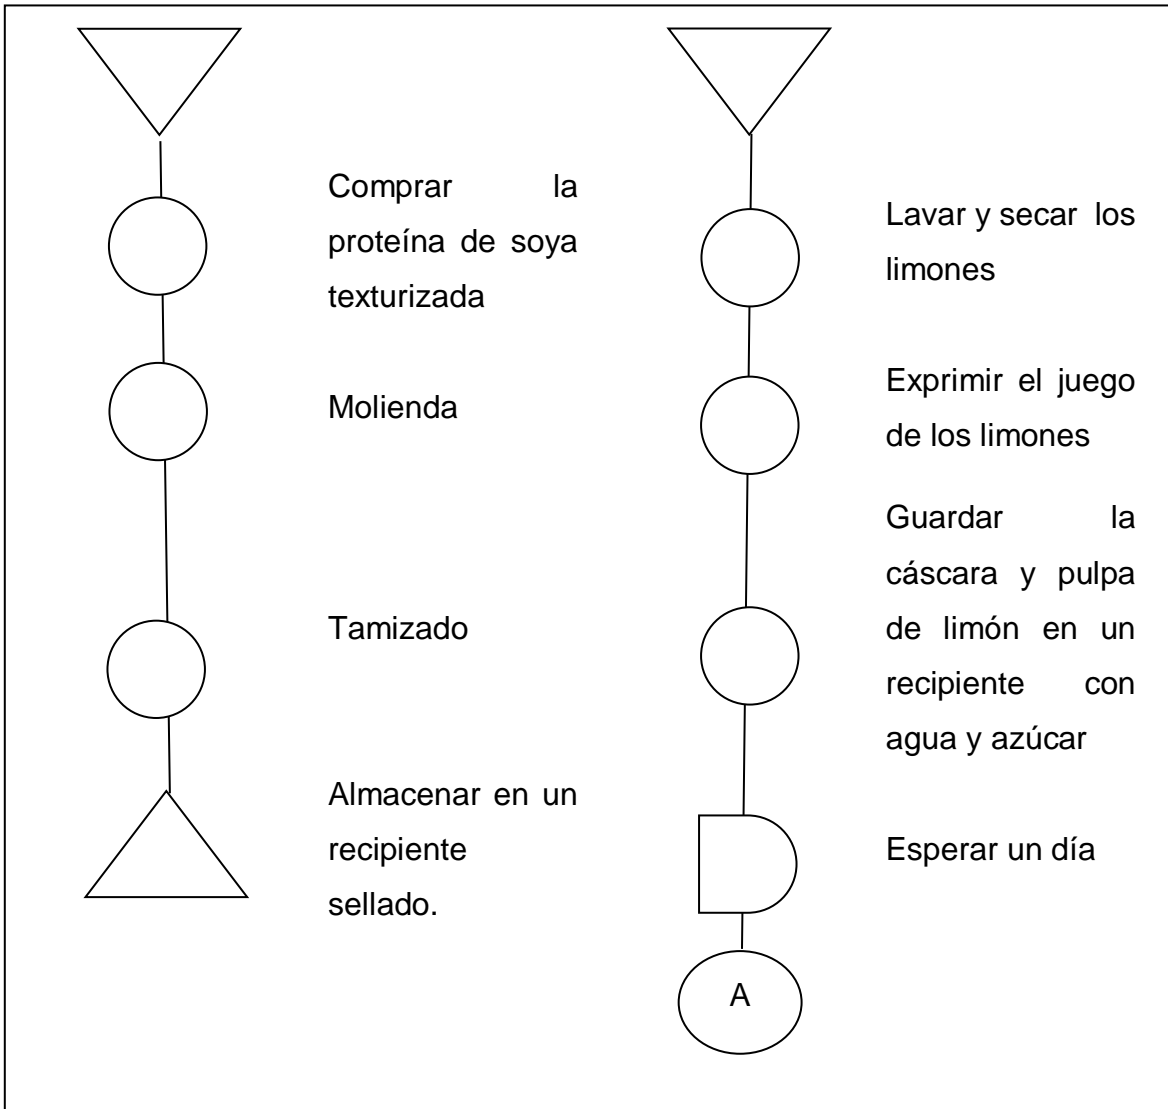 Comprar la
proteína de soya
texturizada
Molienda
Tamizado
Almacenar en un
recipiente
sellado.
Lavar y secar los
limones
Exprimir el juego
de los limones
Guardar la
cáscara y pulpa
de limón en un
recipiente con
agua y azúcar
Esperar un día
A